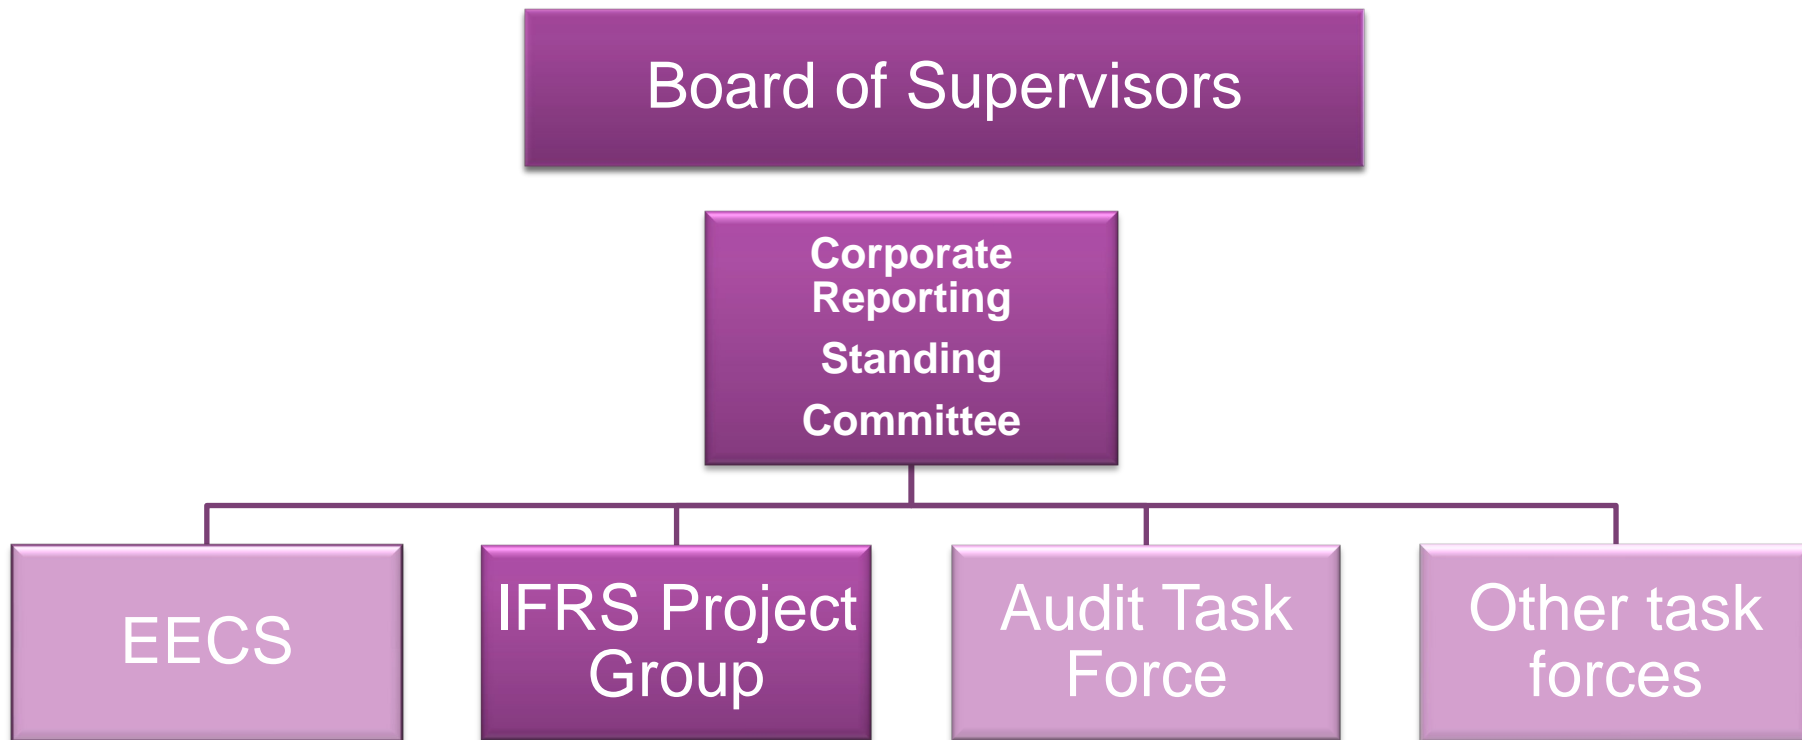 Board of Supervisors
Corporate
Reporting
Standing
Committee
EECS
IFRS Project
Group
Audit Task
Force
Other task
forces